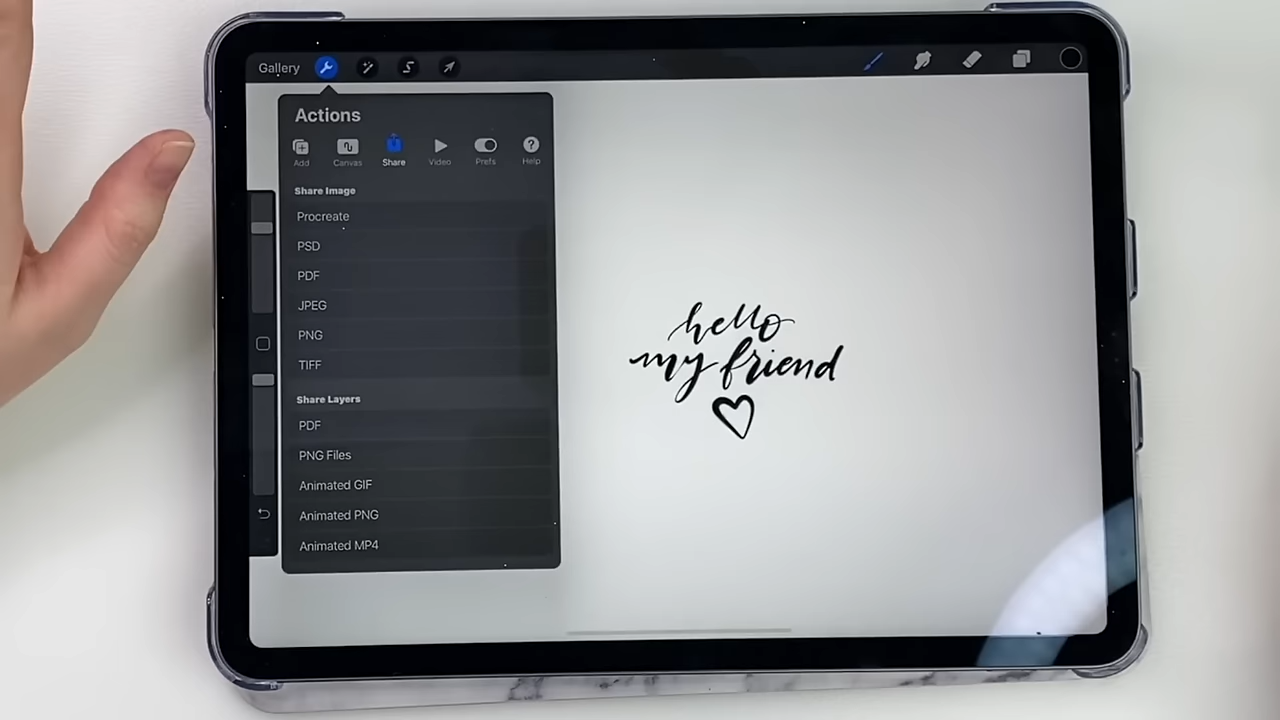 Gallery
Actions
Add Canvas Share Video Prefs Help
Share Image
Procreate
PSD
PDF
JPEG
PNG
TIFF
Share Layers
PDF
PNG Files
Animated GIF
Animated PNG
Animated MP4
hello
my friend